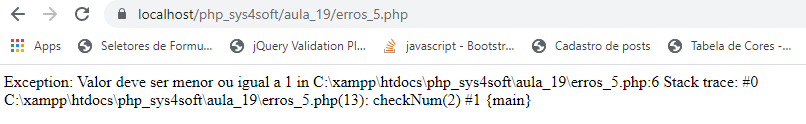 localhost/php_sys4soft/aula_19/erros_5.php
Apps Seletores de Formu... jQuery Validation Pl... javascript - Bootstr... Cadastro de posts Tabela de Cores -...
Exception: Valor deve ser menor ou igual a 1 in C:\xampp\htdocs\php_sys4soft\aula_19\erros_5.php:6 Stack trace: #0
C:\xampp\htdocs\php_sys4soft\aula_19\erros_5.php(13): checkNum(2) #1 {main}